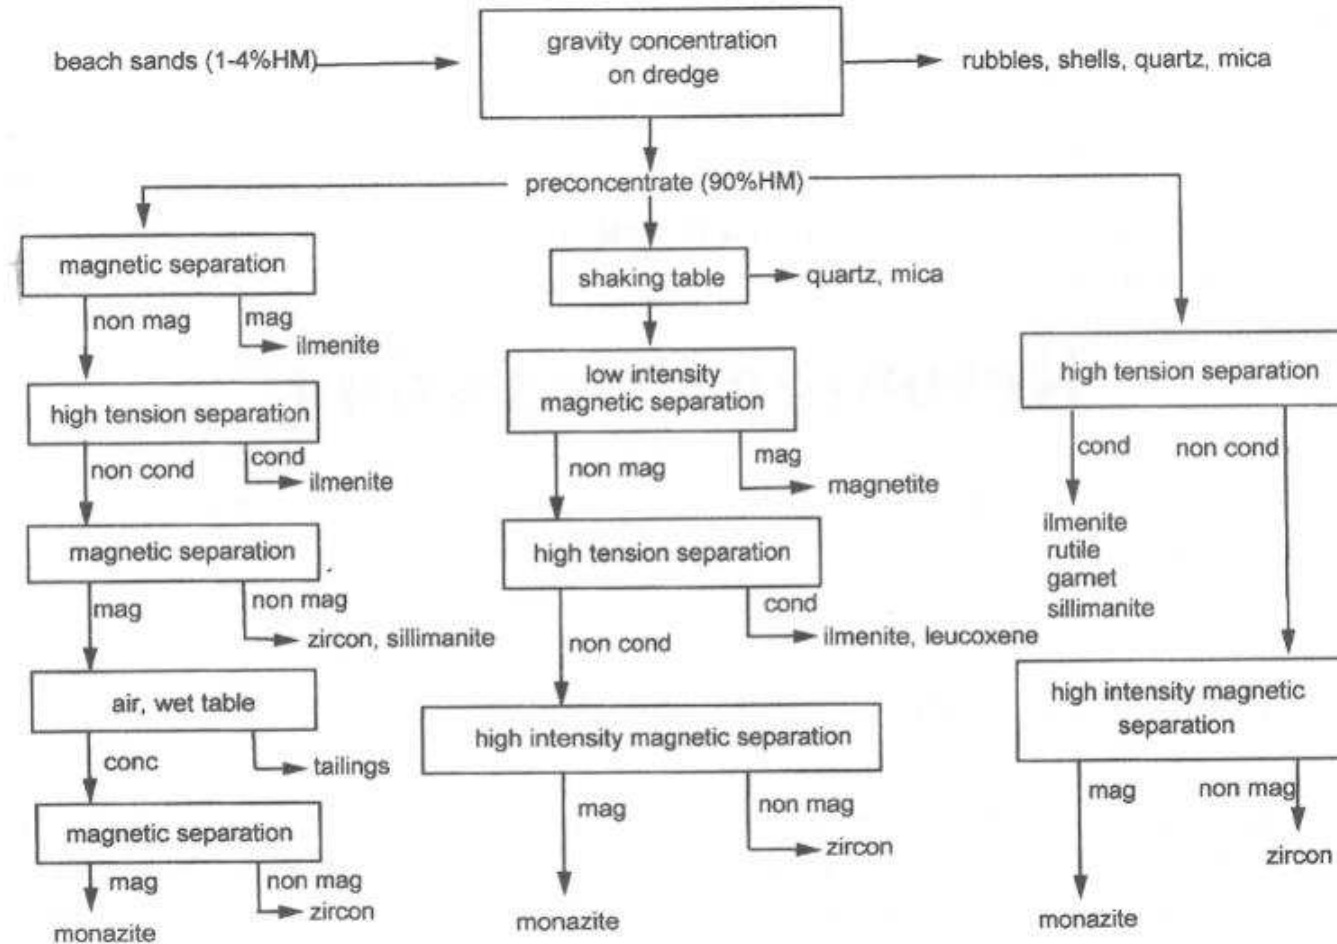 beach sands (1-4%HM)
gravity concentration
on dredge
rubbles, shells, quartz, mica
preconcentrate (90%HM)
magnetic separation
non mag
mag
ilmenite
high tension separation
non cond
cond
ilmenite
magnetic separation
mag
non mag
zircon, sillimanite
air, wet table
conc
tailings
magnetic separation
mag
non mag
zircon
monazite
shaking table
quartz, mica
low intensity
magnetic separation
non mag
mag
magnetite
high tension separation
cond
non cond
ilmenite, leucoxene
high intensity magnetic separation
mag
non mag
zircon
monazite
high tension separation
cond
non cond
ilmenite
rutile
garnet
sillimanite
high intensity magnetic
separation
mag
non mag
zircon
monazite